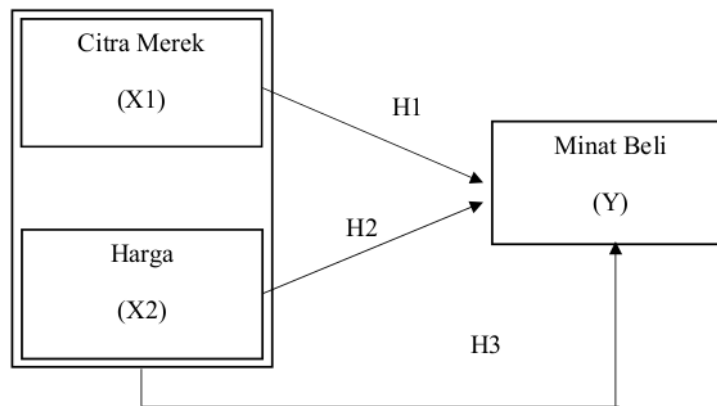 Citra Merek
(X1)
H1
Minat Beli
(Y)
H2
Harga
(X2)
H3